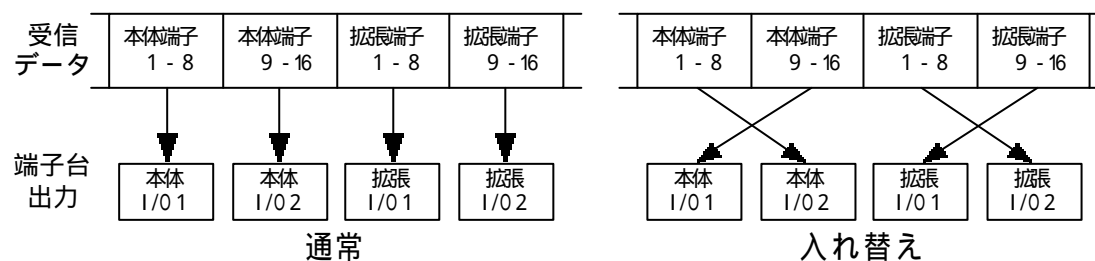 受信
データ
本体端子 本体端子 拡張端子 拡張端子
1 - 8 9 - 16 1 - 8 9 - 16
本体端子 本体端子 拡張端子 拡張端子
1 - 8 9 - 16 1 - 8 9 - 16
端子台
出力
本体 本体 拡張 拡張
I/O 1 I/O 2 I/O 1 I/O 2
本体 本体 拡張 拡張
I/O 1 I/O 2 I/O 1 I/O 2
通常
入れ替え